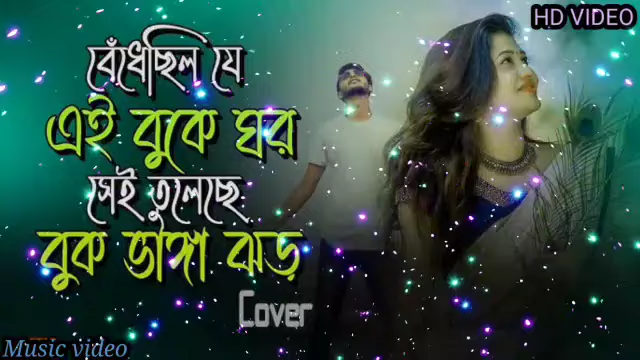 HD VIDEO
বেঁধেছিল যে
এই বুকে ঘর
সেই তুলেছে
বুক ভাঙ্গা ঝড়
Cover
Music video